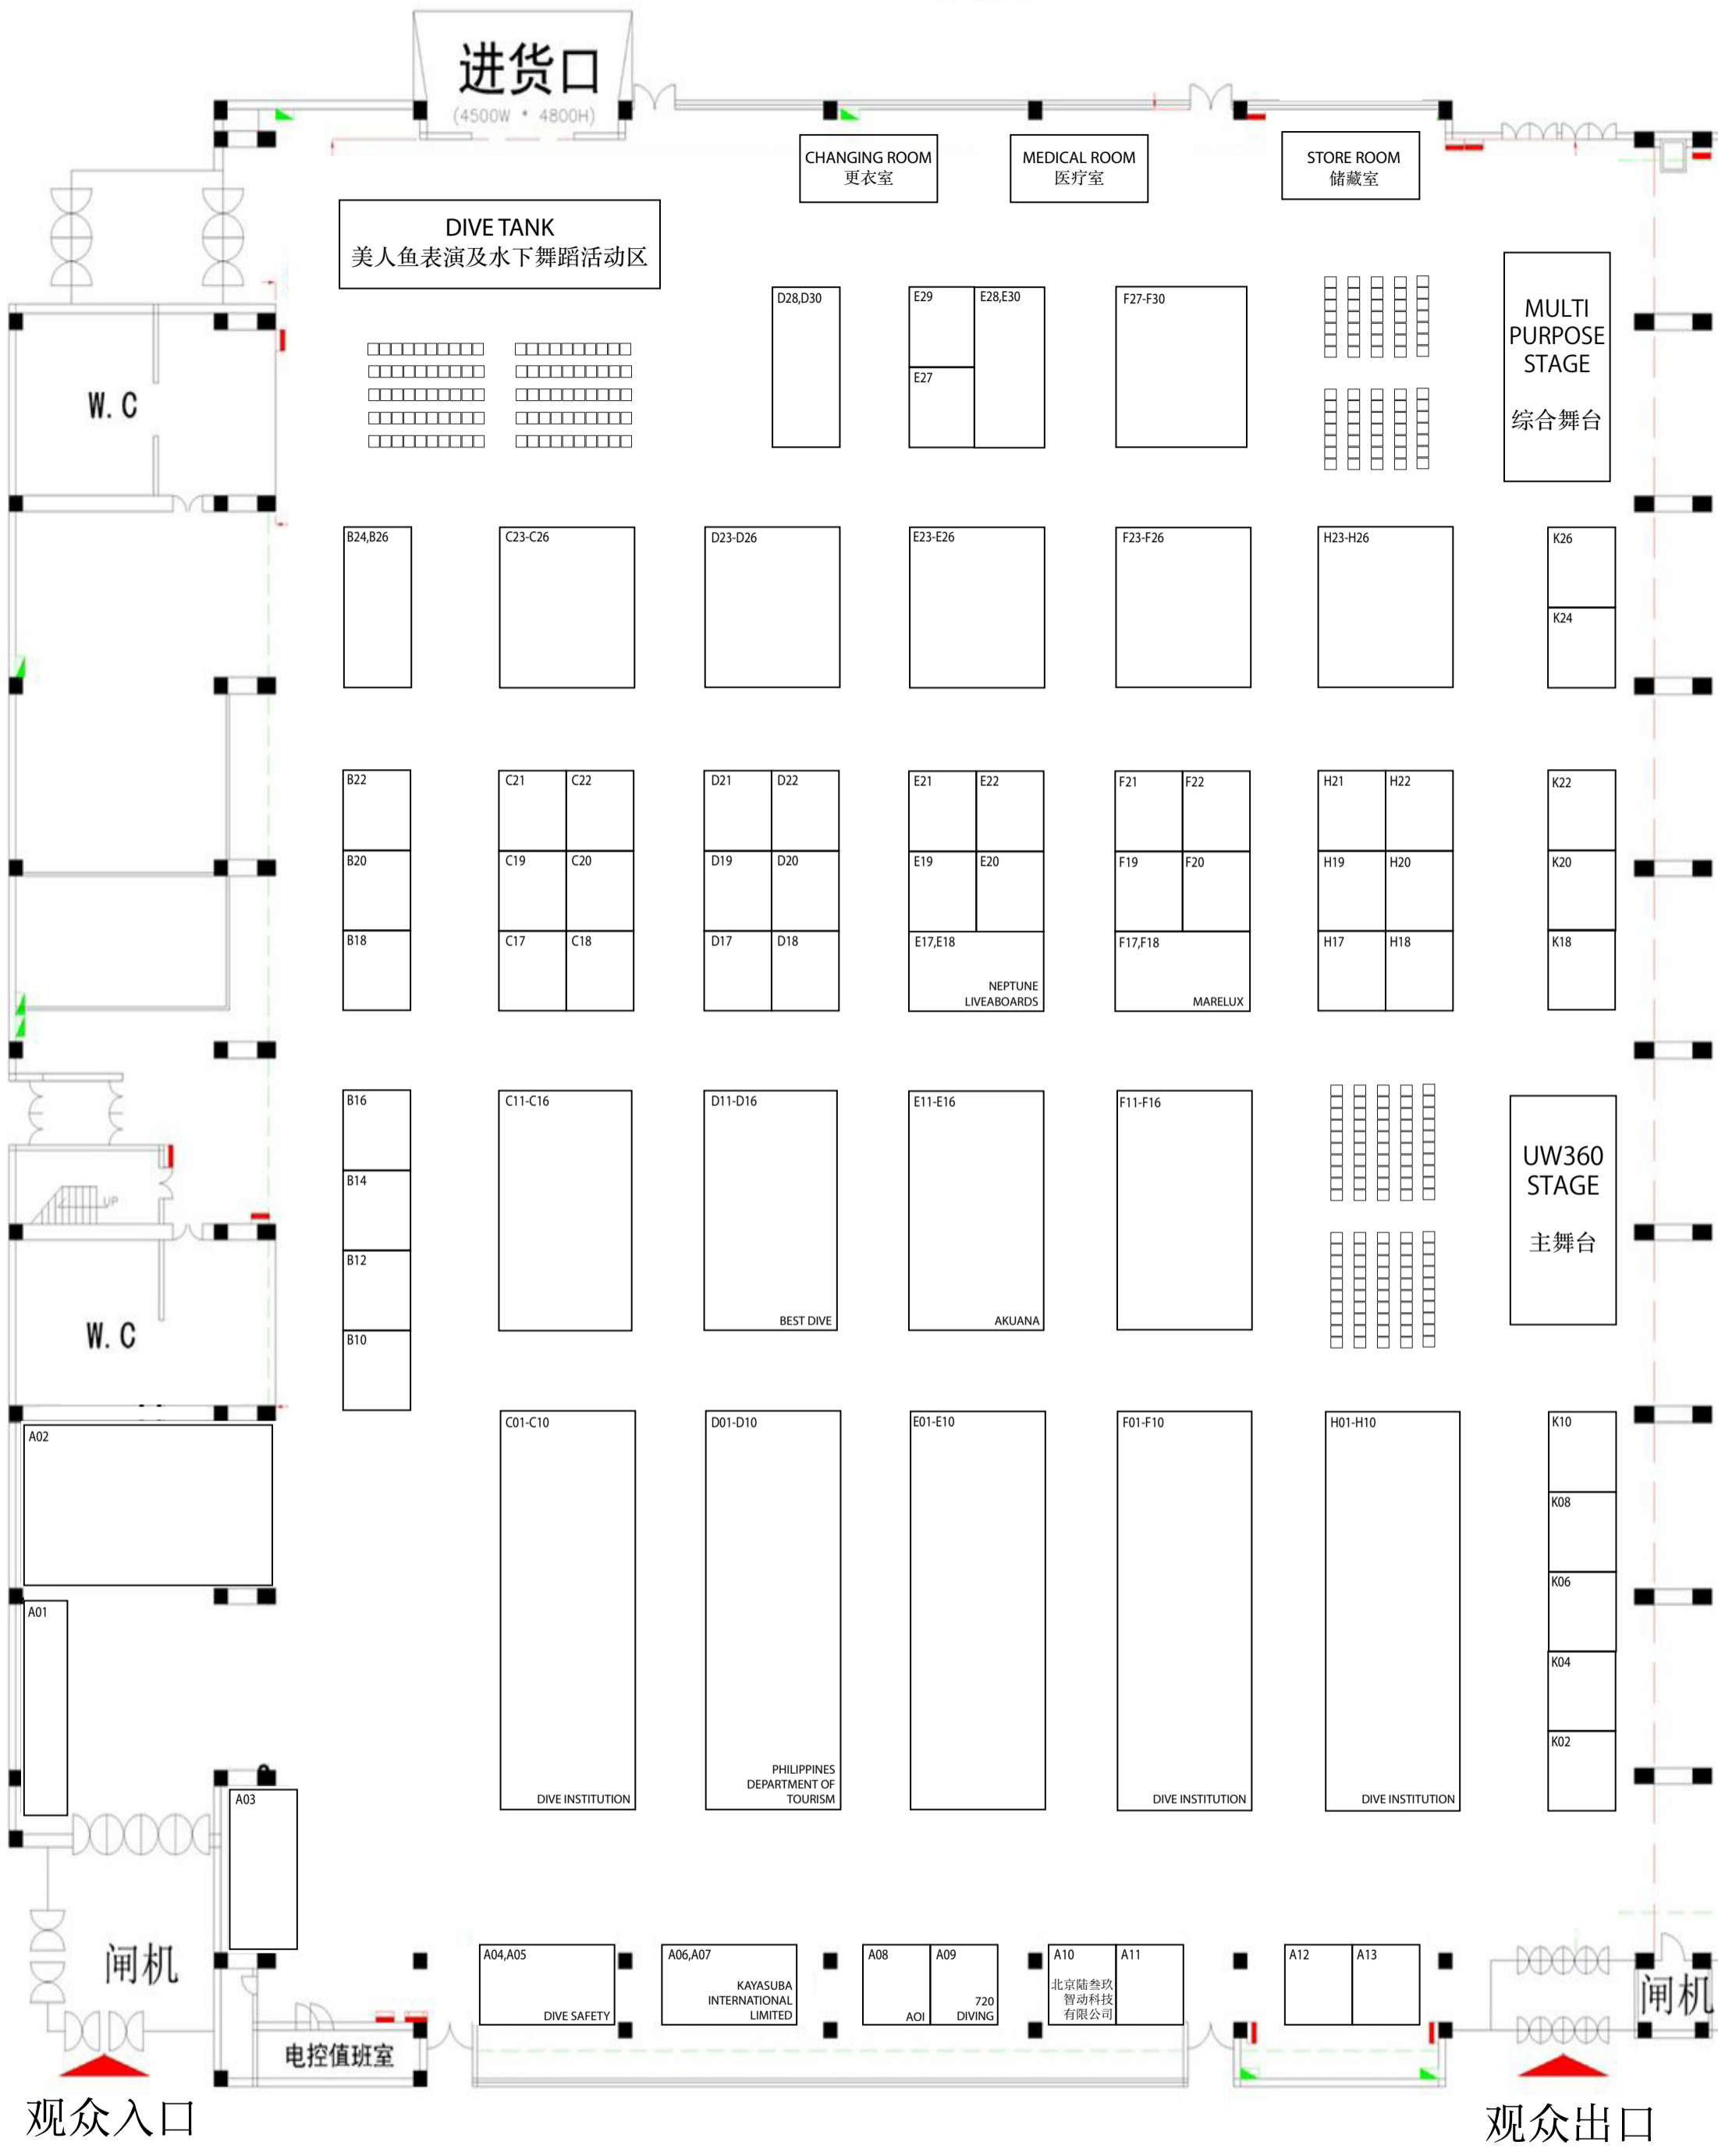 进货口
(4500W * 4800H)
CHANGING ROOM
更衣室
MEDICAL ROOM
医疗室
STORE ROOM
储藏室
DIVE TANK
美人鱼表演及水下舞蹈活动区
D28,D30
E29
E28,E30
E27
F27-F30
MULTI
PURPOSE
STAGE
综合舞台
W.C
B24,B26
C23-C26
D23-D26
E23-E26
F23-F26
H23-H26
K26
K24
B22
C21
C22
D21
D22
E21
E22
F21
F22
H21
H22
K22
B20
C19
C20
D19
D20
E19
E20
F19
F20
H19
H20
K20
B18
C17
C18
D17
D18
E17,E18
NEPTUNE
LIVEABOARDS
F17,F18
MARELUX
H17
H18
K18
B16
C11-C16
D11-D16
BEST DIVE
E11-E16
AKUANA
F11-F16
UW360
STAGE
主舞台
B14
UP
B12
B10
W.C
A02
C01-C10
DIVE INSTITUTION
D01-D10
PHILIPPINES
DEPARTMENT OF
TOURISM
E01-E10
F01-F10
DIVE INSTITUTION
H01-H10
DIVE INSTITUTION
K10
K08
K06
K04
K02
A01
A03
闸机
A04,A05
DIVE SAFETY
A06,A07
KAYASUBA
INTERNATIONAL
LIMITED
A08
AOI
A09
720
DIVING
A10
北京陆叁玖
智动科技
有限公司
A11
A12
A13
闸机
电控值班室
观众入口
观众出口